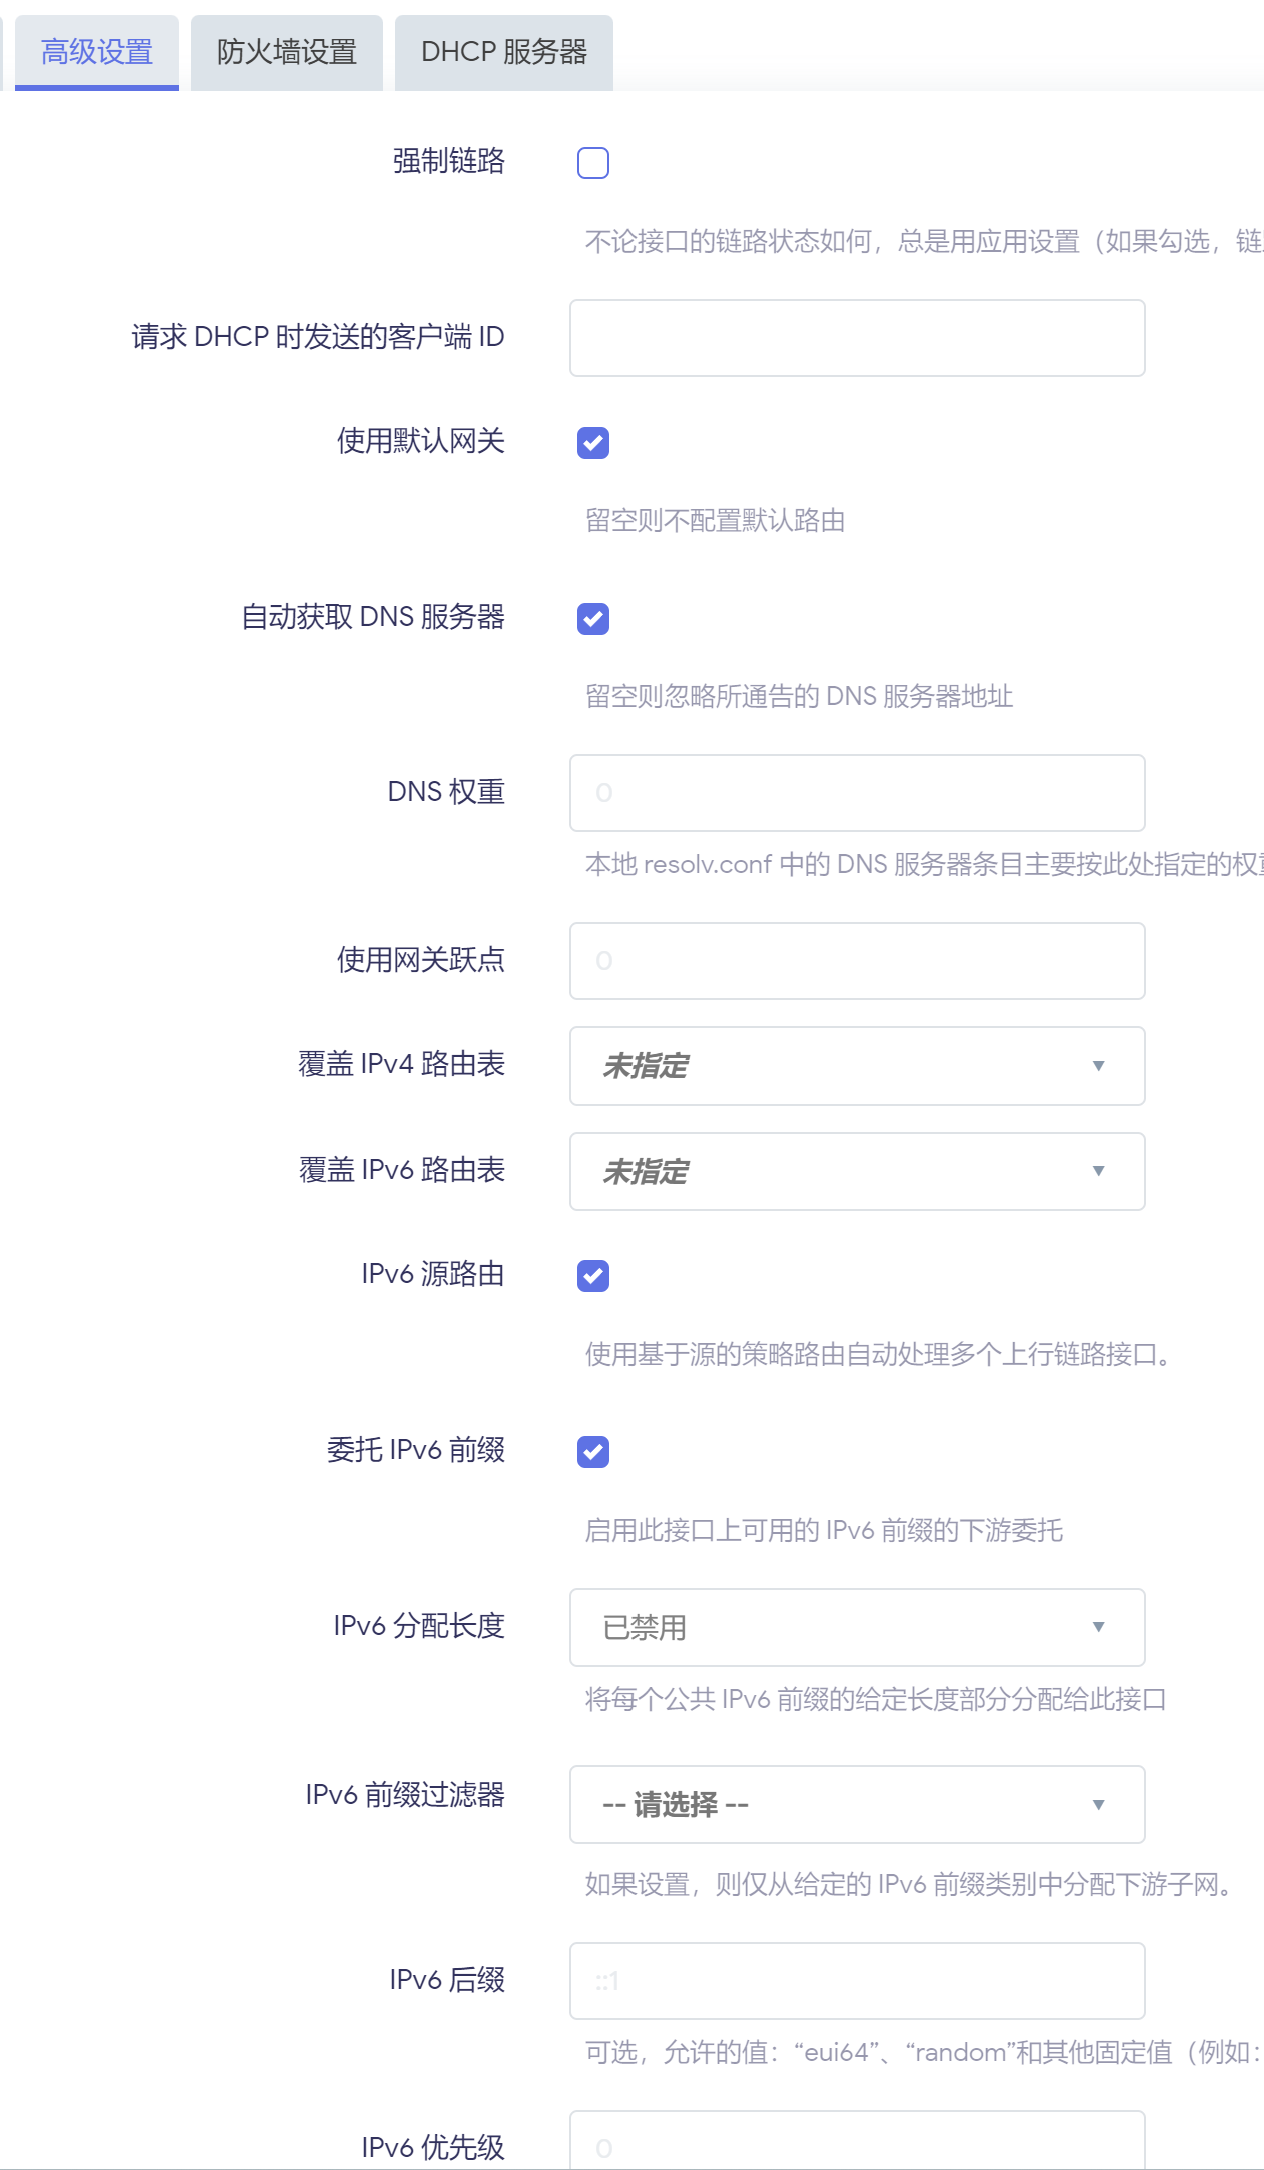 高级设置 防火墙设置 DHCP 服务器
强制链路
不论接口的链路状态如何，总是用应用设置（如果勾选，链
请求 DHCP 时发送的客户端 ID
使用默认网关
留空则不配置默认路由
自动获取 DNS 服务器
留空则忽略所通告的 DNS 服务器地址
DNS 权重
0
本地 resolv.conf 中的 DNS 服务器条目主要按此处指定的权重
使用网关跃点
0
覆盖 IPv4 路由表
未指定
覆盖 IPv6 路由表
未指定
IPv6 源路由
使用基于源的策略路由自动处理多个上行链路接口。
委托 IPv6 前缀
启用此接口上可用的 IPv6 前缀的下游委托
IPv6 分配长度
已禁用
将每个公共 IPv6 前缀的给定长度部分分配给此接口
IPv6 前缀过滤器
-- 请选择 --
如果设置，则仅从给定的 IPv6 前缀类别中分配下游子网。
IPv6 后缀
::1
可选，允许的值：“eui64”、“random”和其他固定值（例如：
IPv6 优先级
0